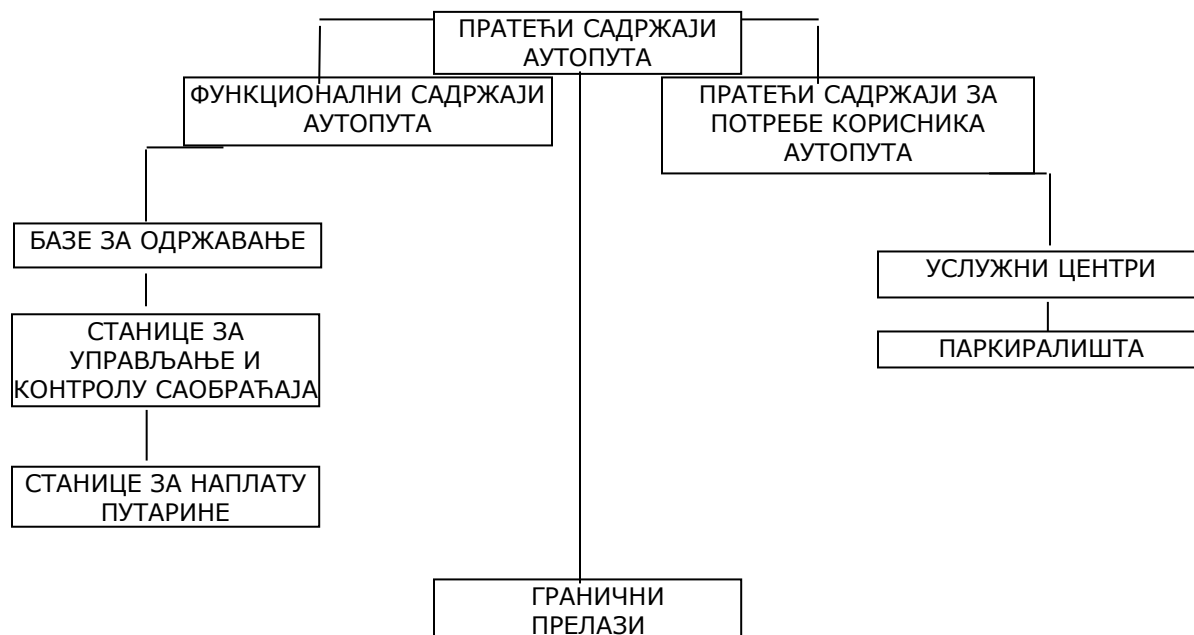 ПРАТЕЋИ САДРЖАЈИ
АУТОПУТА
ФУНКЦИОНАЛНИ САДРЖАЈИ
АУТОПУТА
ПРАТЕЋИ САДРЖАЈИ ЗА
ПОТРЕБЕ КОРИСНИКА
АУТОПУТА
БАЗЕ ЗА ОДРЖАВАЊЕ
СТАНИЦЕ ЗА
УПРАВЉАЊЕ И
КОНТРОЛУ САОБРАЋАЈА
СТАНИЦЕ ЗА НАПЛАТУ
ПУТАРИНЕ
УСЛУЖНИ ЦЕНТРИ
ПАРКИРАЛИШТА
ГРАНИЧНИ
ПРЕЛАЗИ